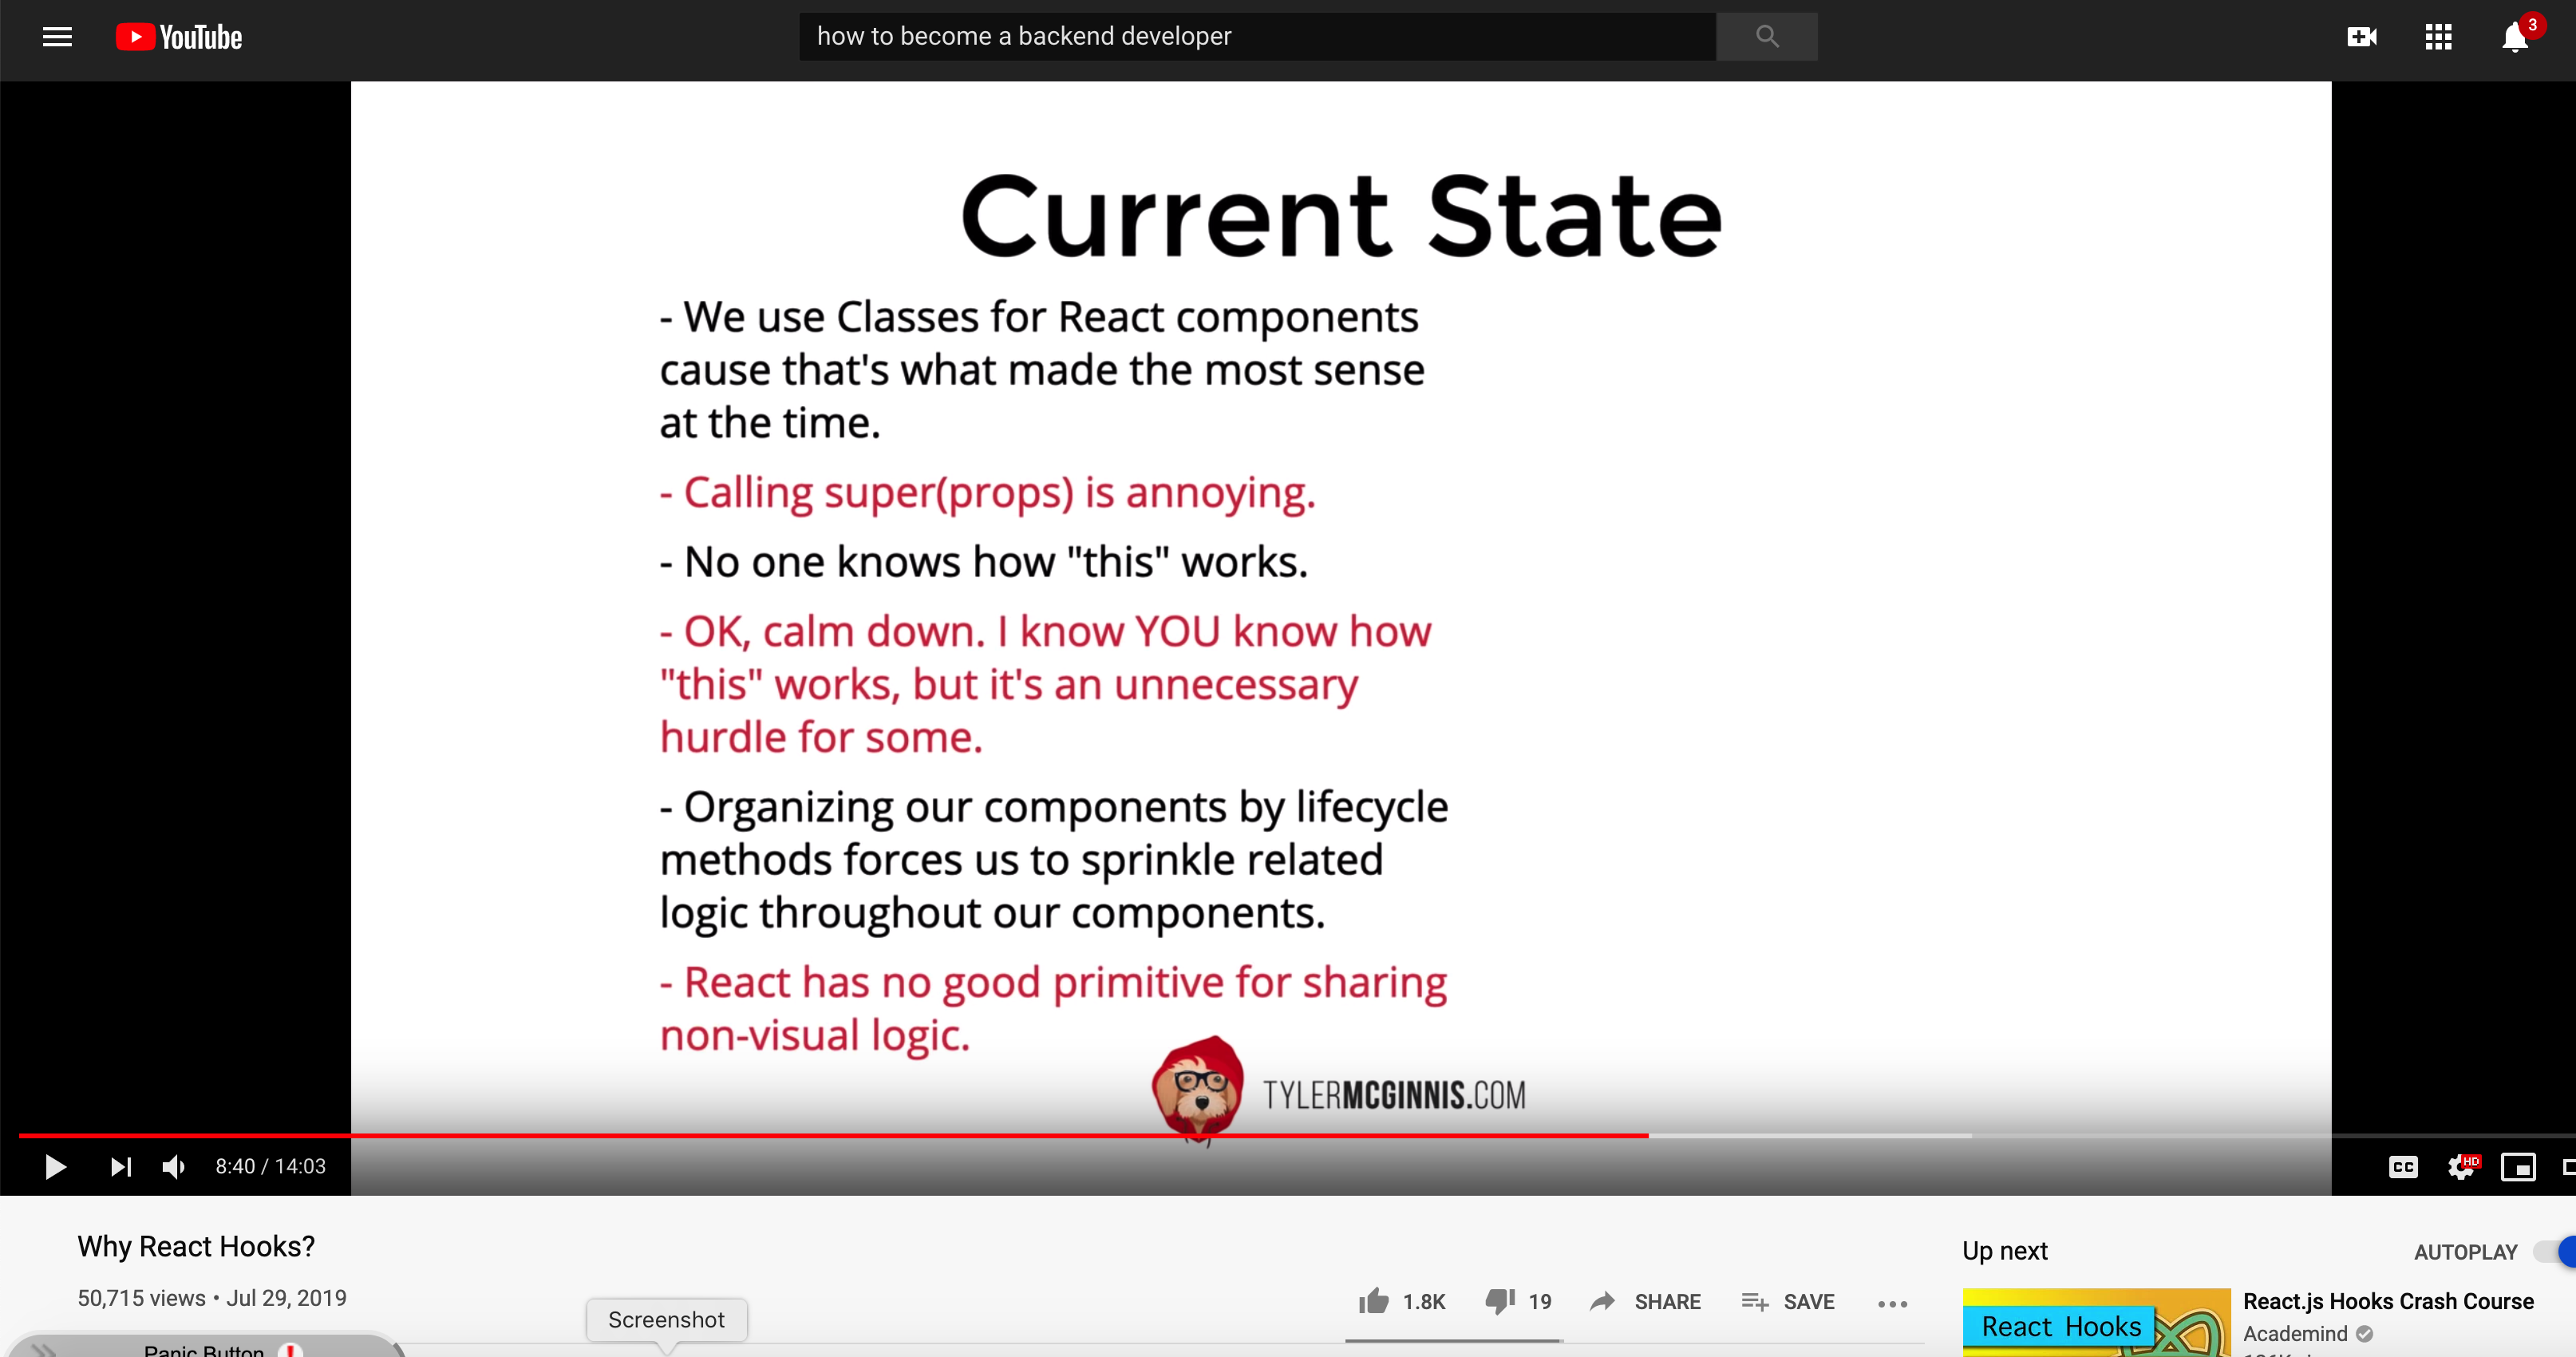 YouTube
how to become a backend developer
3
Current State
- We use Classes for React components
cause that's what made the most sense
at the time.
- Calling super(props) is annoying.
- No one knows how "this" works.
- OK, calm down. I know YOU know how
"this" works, but it's an unnecessary
hurdle for some.
- Organizing our components by lifecycle
methods forces us to sprinkle related
logic throughout our components.
- React has no good primitive for sharing
non-visual logic.
TYLERMCGINNIS.COM
8:40 / 14:03
CC
HD
Why React Hooks?
50,715 views • Jul 29, 2019
1.8K
19
SHARE
SAVE
Screenshot
Panic Button
Up next
AUTOPLAY
React Hooks
React.js Hooks Crash Course
Academind